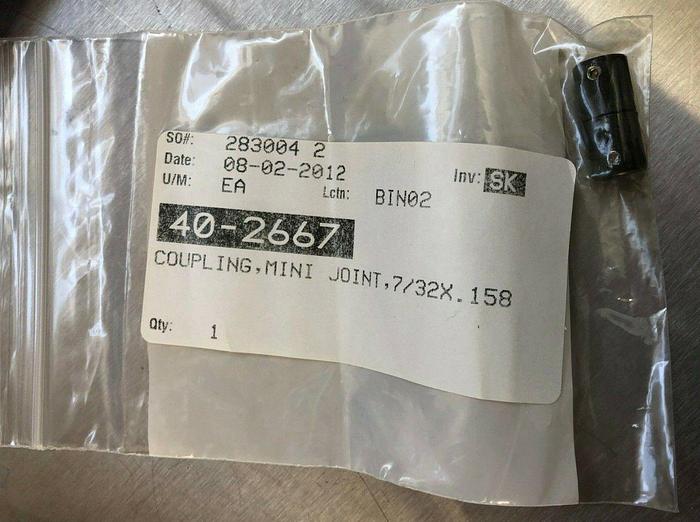 SO#: 283004 2
Date: 08-02-2012 Inv: SK
U/M: EA Lctn: BIN02
40-2667
COUPLING,MINI JOINT,7/32X.158
Qty: 1